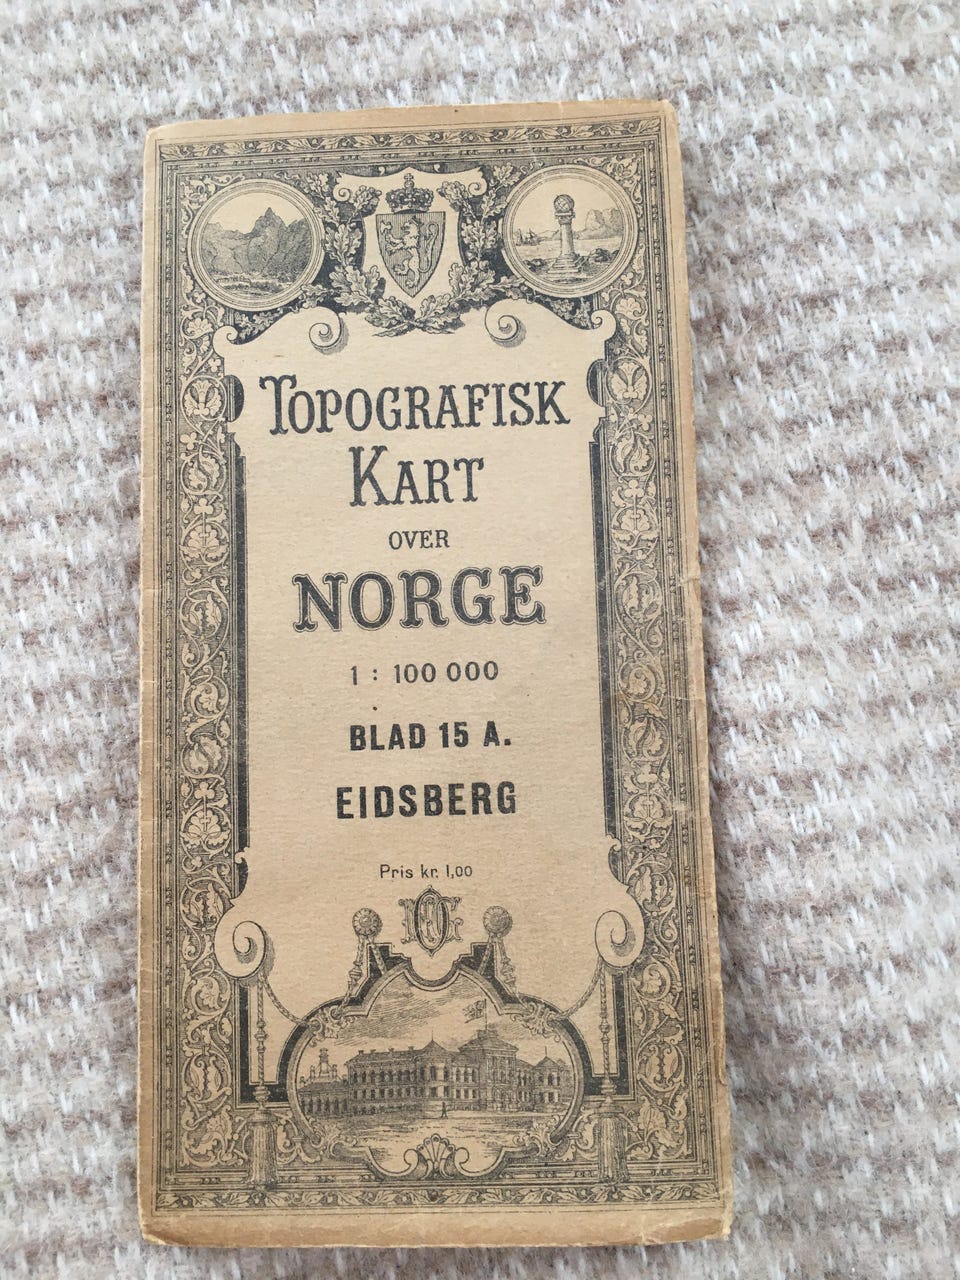 TOPOGRAFISK
KART
OVER
NORGE
1 : 100 000
BLAD 15 A.
EIDSBERG
Pris kr. 1,00